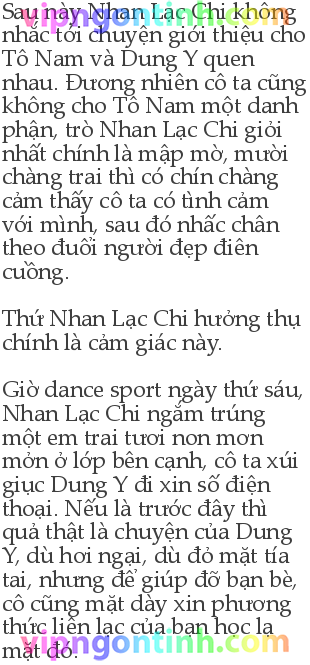 Sau này Nhan Lạc Chi không
nhắc tới chuyện giới thiệu cho
Tô Nam và Dung Y quen
nhau. Đương nhiên cô ta cũng
không cho Tô Nam một danh
phận, trò Nhan Lạc Chi giỏi
nhất chính là mập mờ, mười
chàng trai thì có chín chàng
cảm thấy cô ta có tình cảm
với mình, sau đó nhấc chân
theo đuổi người đẹp điên
cuồng.
Thứ Nhan Lạc Chi hưởng thụ
chính là cảm giác này.
Giờ dance sport ngày thứ sáu,
Nhan Lạc Chi ngắm trúng
một em trai tươi non mơn
mởn ở lớp bên cạnh, cô ta xúi
giục Dung Y đi xin số điện
thoại. Nếu là trước đây thì
quả thật là chuyện của Dung
Y, dù hơi ngại, dù đỏ mặt tía
tai, nhưng để giúp đỡ bạn bè,
cô cũng mặt dày xin phương
thức liên lạc của bạn học lạ
mặt đó.
vipngontinh.com
vipngontinh.com